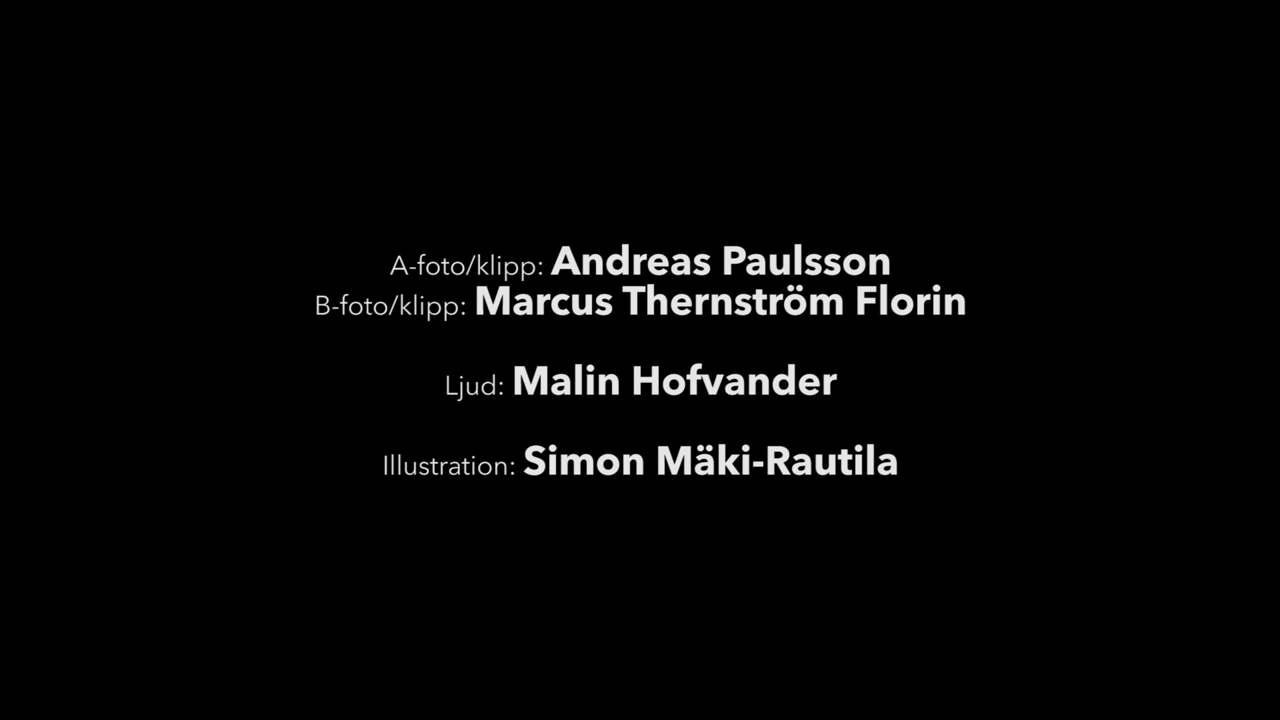 A-foto/klipp: Andreas Paulsson
B-foto/klipp: Marcus Thernström Florin
Ljud: Malin Hofvander
Illustration: Simon Mäki-Rautila